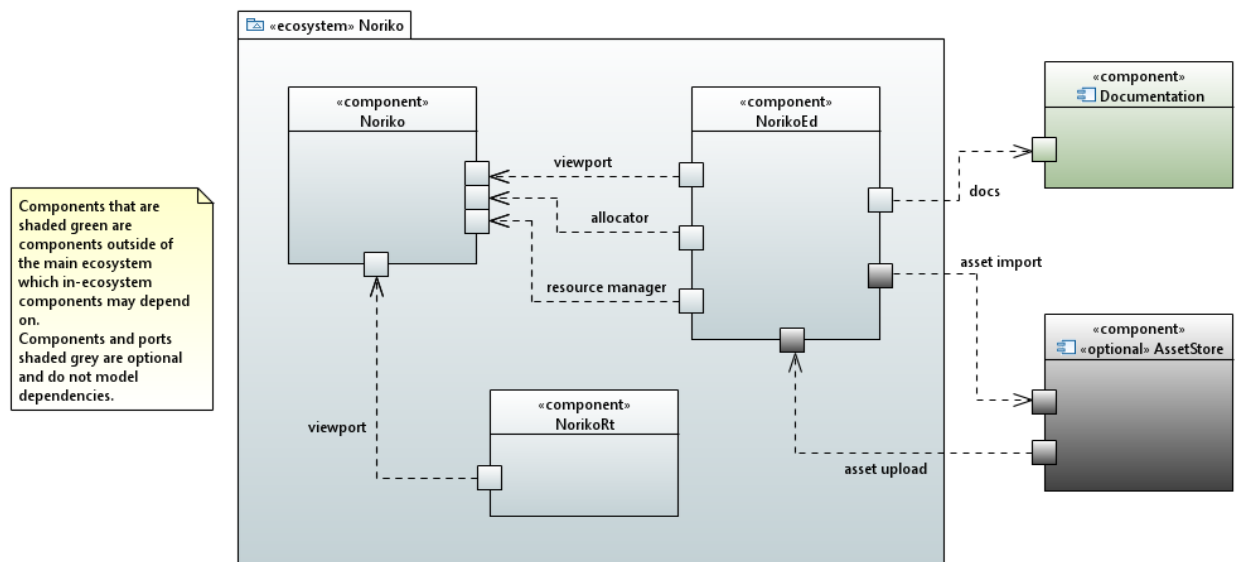 «ecosystem» Noriko
«component»
Noriko
«component»
NorikoEd
«component»
Documentation
viewport
allocator
resource manager
docs
asset import
Components that are
shaded green are
components outside of
the main ecosystem
which in-ecosystem
components may depend
on.
Components and ports
shaded grey are optional
and do not model
dependencies.
«component»
«optional» AssetStore
«component»
NorikoRt
viewport
asset upload